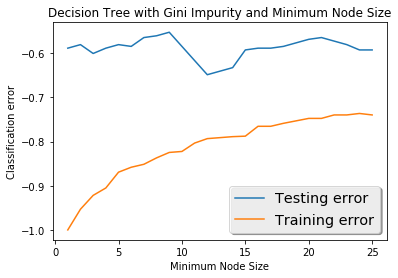 Decision Tree with Gini Impurity and Minimum Node Size
Classification error
−0.6
−0.7
−0.8
−0.9
−1.0
Testing error
Training error
0 5 10 15 20 25
Minimum Node Size